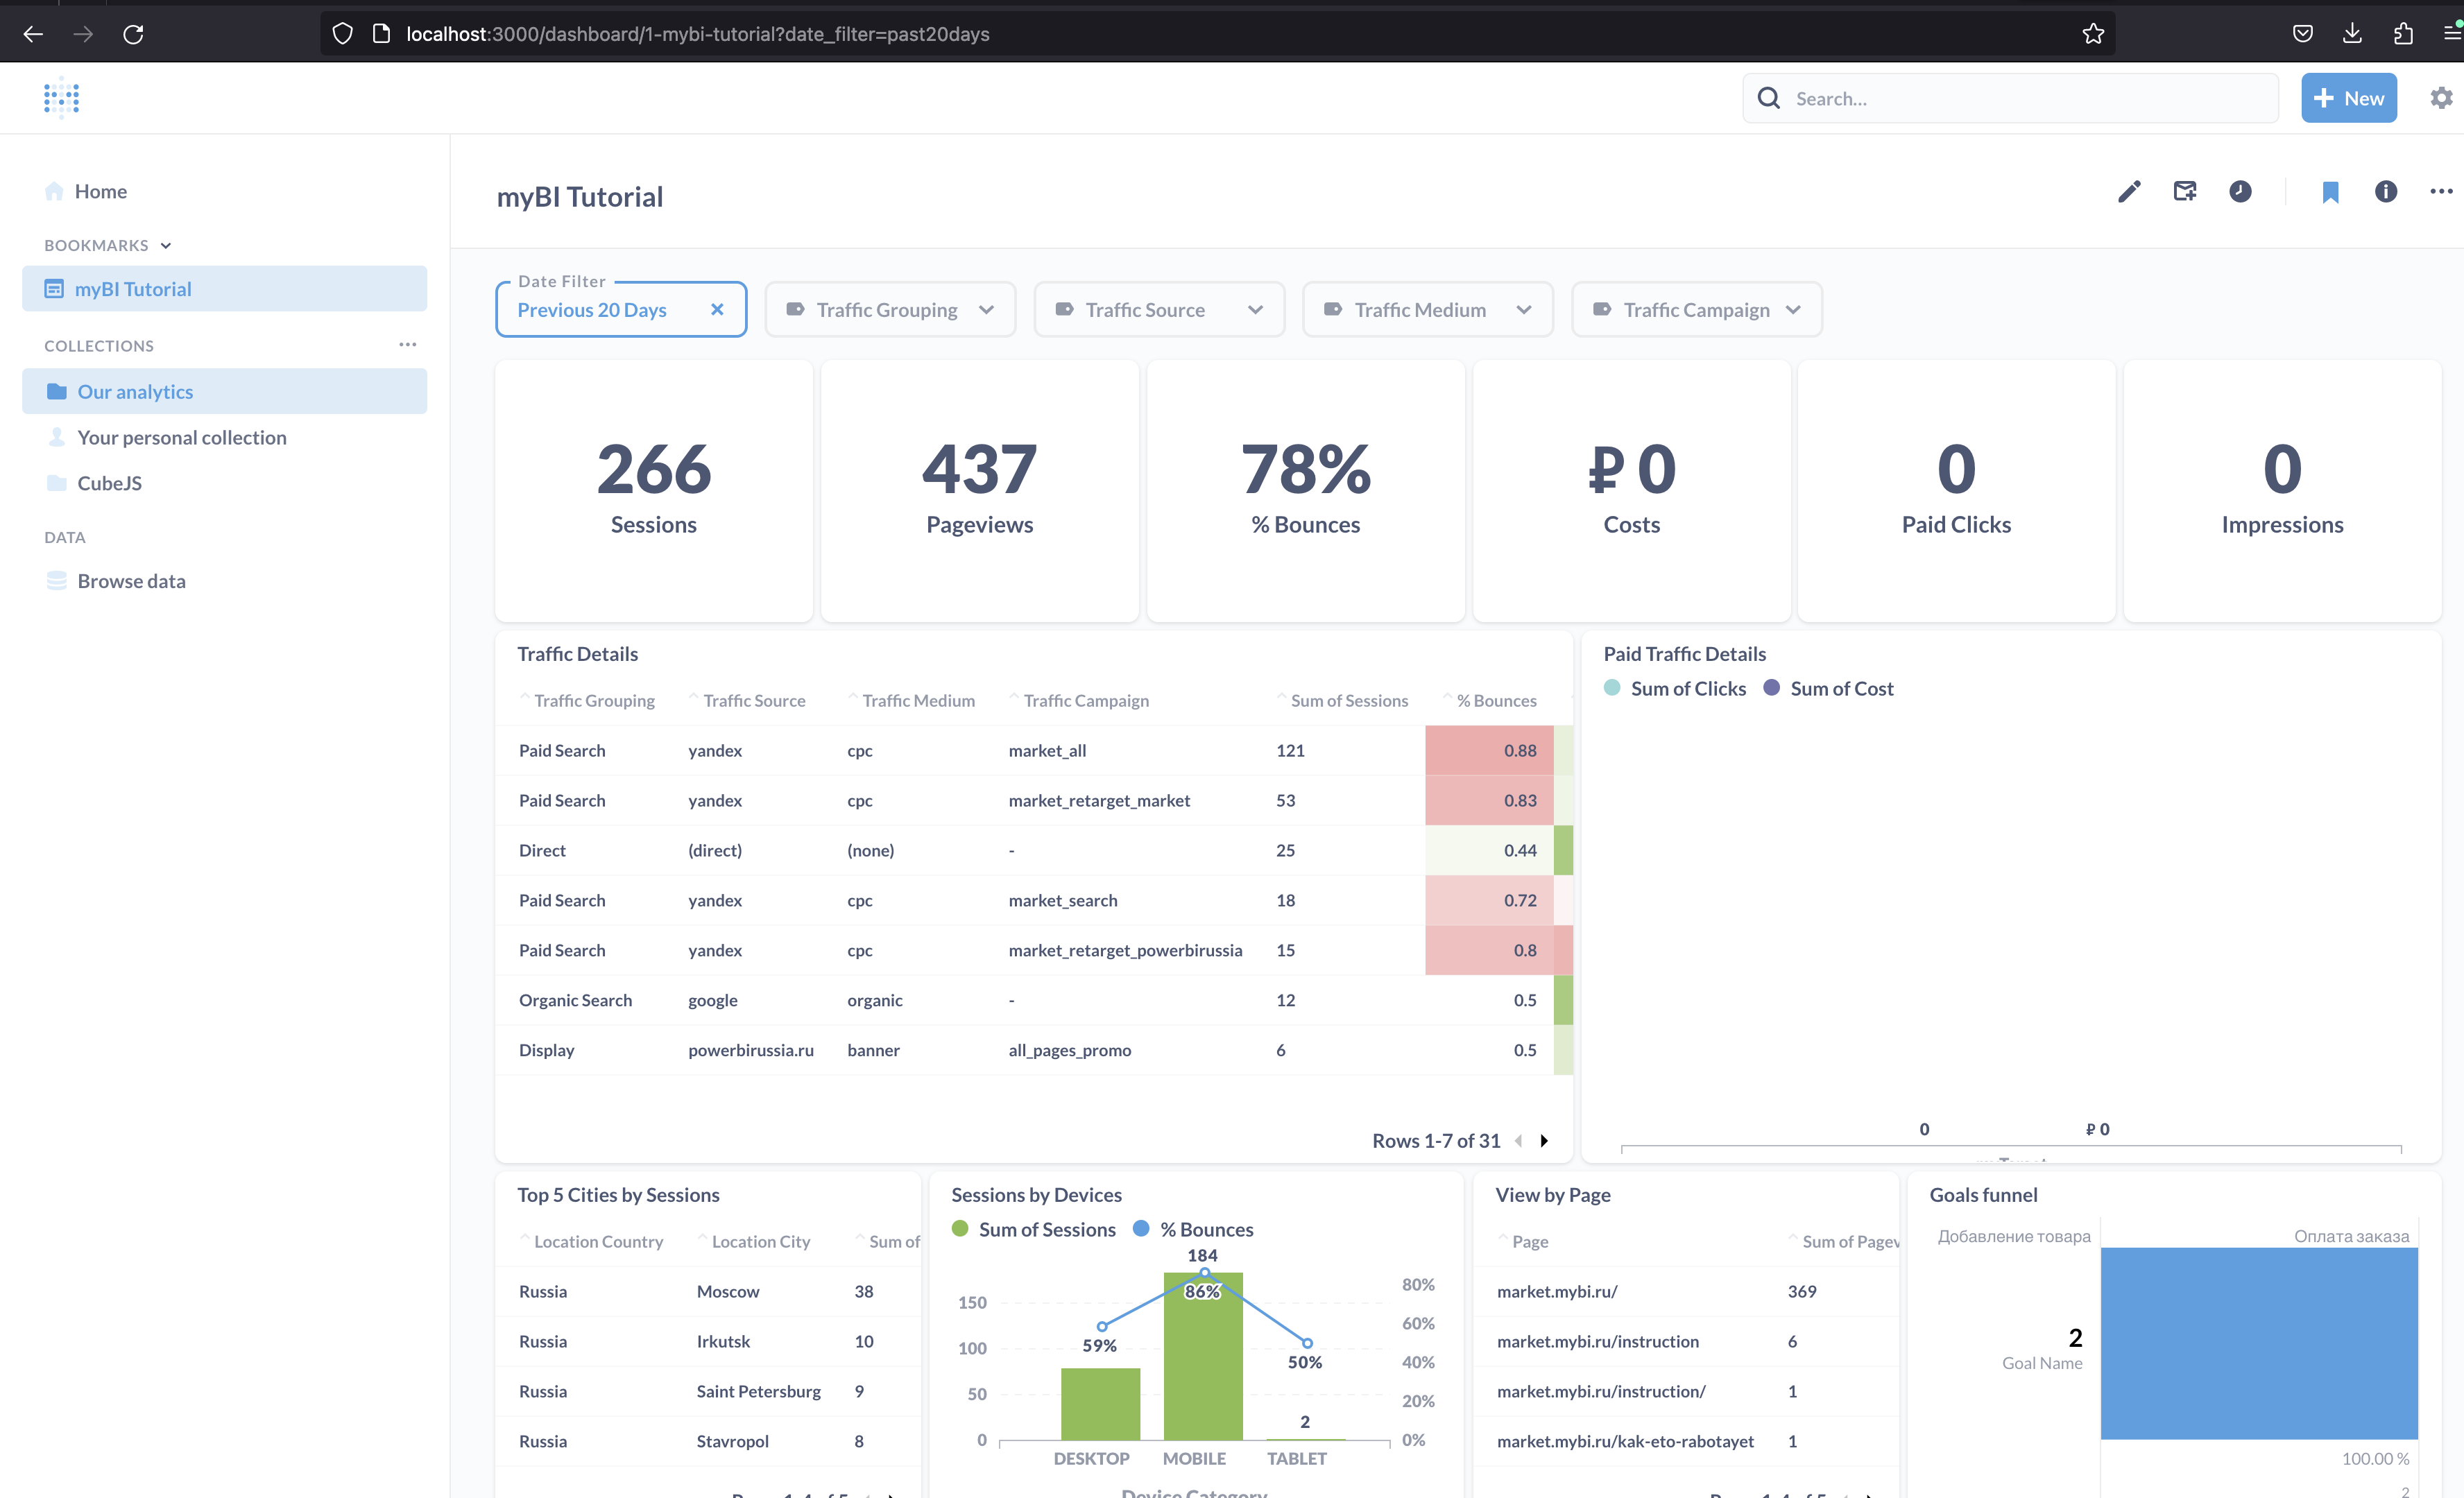 localhost:3000/dashboard/1-mybi-tutorial?date_filter=past20days
Search...
New
Home
BOOKMARKS
myBI Tutorial
COLLECTIONS
Our analytics
Your personal collection
CubeJS
DATA
Browse data
myBI Tutorial
Date Filter
Previous 20 Days
Traffic Grouping
Traffic Source
Traffic Medium
Traffic Campaign
266
Sessions
437
Pageviews
78%
% Bounces
₽ 0
Costs
0
Paid Clicks
0
Impressions
Traffic Details
Traffic Grouping Traffic Source Traffic Medium Traffic Campaign Sum of Sessions % Bounces
Paid Search yandex cpc market_all 121 0.88
Paid Search yandex cpc market_retarget_market 53 0.83
Direct (direct) (none) - 25 0.44
Paid Search yandex cpc market_search 18 0.72
Paid Search yandex cpc market_retarget_powerbirussia 15 0.8
Organic Search google organic - 12 0.5
Display powerbirussia.ru banner all_pages_promo 6 0.5
Rows 1-7 of 31
Paid Traffic Details
Sum of Clicks Sum of Cost
0 ₽ 0
Top 5 Cities by Sessions
Location Country Location City Sum of
Russia Moscow 38
Russia Irkutsk 10
Russia Saint Petersburg 9
Russia Stavropol 8
Sessions by Devices
Sum of Sessions % Bounces
184
86%
59%
50%
2
150
100
50
0
80%
60%
40%
20%
0%
DESKTOP MOBILE TABLET
Device Category
View by Page
Page Sum of Pagev
market.mybi.ru/ 369
market.mybi.ru/instruction 6
market.mybi.ru/instruction/ 1
market.mybi.ru/kak-eto-rabotayet 1
Goals funnel
Добавление товара Оплата заказа
2
Goal Name
100.00 %
2